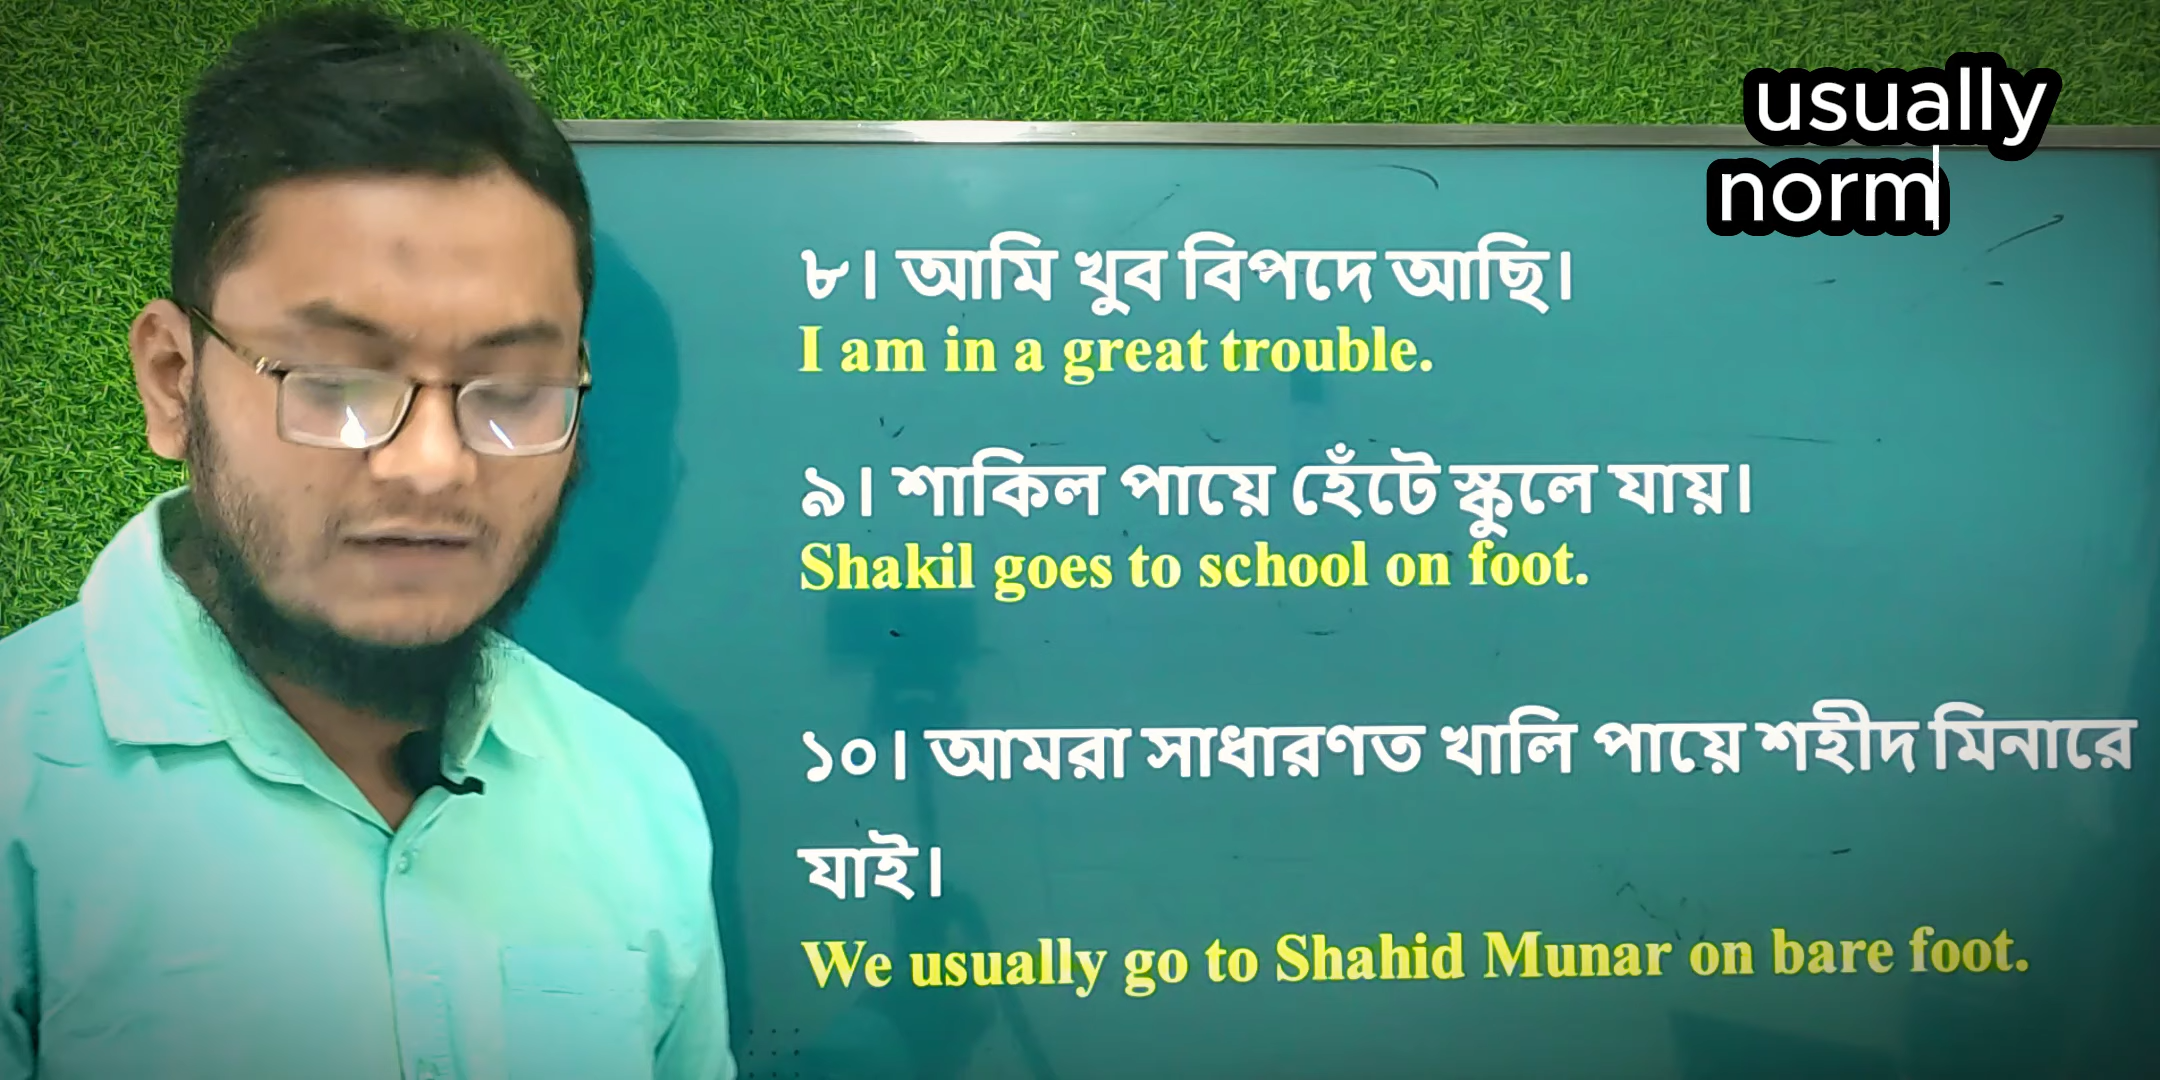 usually
norm
৮। আমি খুব বিপদে আছি।
I am in a great trouble.
৯। শাকিল পায়ে হেঁটে স্কুলে যায়।
Shakil goes to school on foot.
১০। আমরা সাধারণত খালি পায়ে শহীদ মিনারে
যাই।
We usually go to Shahid Munar on bare foot.